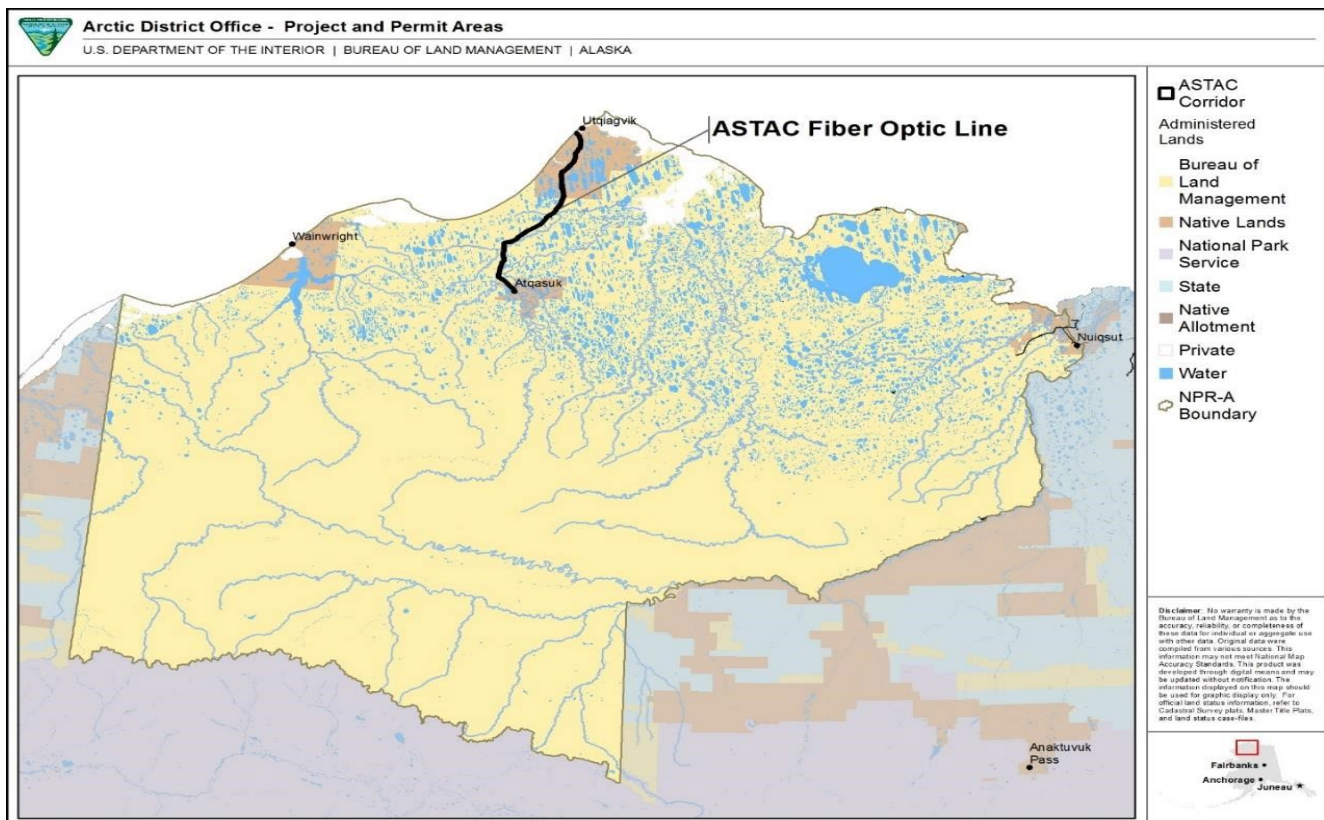 Arctic District Office - Project and Permit Areas
U.S. DEPARTMENT OF THE INTERIOR | BUREAU OF LAND MANAGEMENT | ALASKA
Utqiagvik
ASTAC Fiber Optic Line
Wainwright
Atqasuk
Nuiqsut
Anaktuvuk
Pass
ASTAC
Corridor
Administered
Lands
Bureau of
Land
Management
Native Lands
National Park
Service
State
Native
Allotment
Private
Water
NPR-A
Boundary
Disclaimer: No warranty is made by the
Bureau of Land Management as to the
accuracy, reliability, or completeness of
these data for individual or aggregate use
with other data. Original data were
compiled from various sources. This
information may not meet National Map
Accuracy Standards. This product was
developed through digital means and may
be updated without notification. The
information displayed on this map should
be used for graphic display only. For
official land status information, refer to
Cadastral Survey plats, Master Title Plats,
and land status case-files.
Fairbanks
Anchorage
Juneau